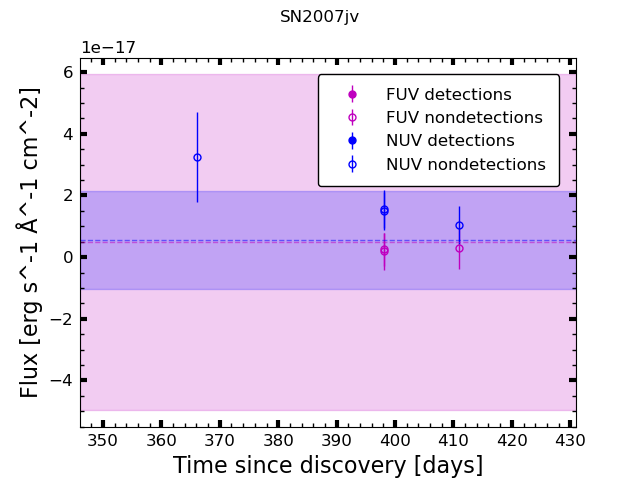 SN2007jv
1e−17
6
4
2
0
−2
−4
FUV detections
FUV nondetections
NUV detections
NUV nondetections
Flux [erg s^-1 Å^-1 cm^-2]
350 360 370 380 390 400 410 420 430
Time since discovery [days]